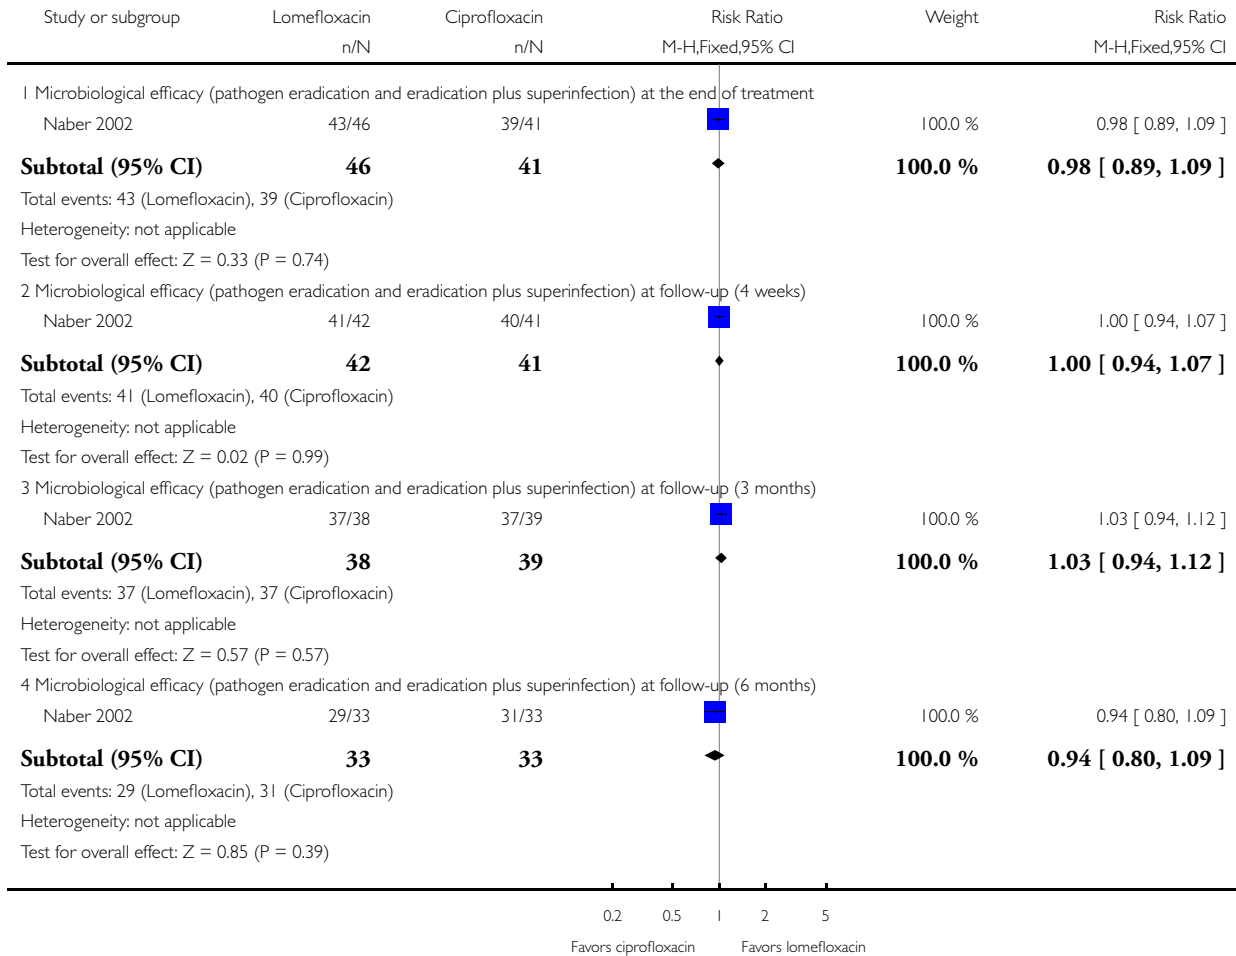 Study or subgroup Lomefloxacin Ciprofloxacin Risk Ratio Weight Risk Ratio
n/N n/N M-H,Fixed,95% CI M-H,Fixed,95% CI
1 Microbiological efficacy (pathogen eradication and eradication plus superinfection) at the end of treatment
Naber 2002 43/46 39/41 100.0 % 0.98 [ 0.89, 1.09 ]
Subtotal (95% CI) 46 41 100.0 % 0.98 [ 0.89, 1.09 ]
Total events: 43 (Lomefloxacin), 39 (Ciprofloxacin)
Heterogeneity: not applicable
Test for overall effect: Z = 0.33 (P = 0.74)
2 Microbiological efficacy (pathogen eradication and eradication plus superinfection) at follow-up (4 weeks)
Naber 2002 41/42 40/41 100.0 % 1.00 [ 0.94, 1.07 ]
Subtotal (95% CI) 42 41 100.0 % 1.00 [ 0.94, 1.07 ]
Total events: 41 (Lomefloxacin), 40 (Ciprofloxacin)
Heterogeneity: not applicable
Test for overall effect: Z = 0.02 (P = 0.99)
3 Microbiological efficacy (pathogen eradication and eradication plus superinfection) at follow-up (3 months)
Naber 2002 37/38 37/39 100.0 % 1.03 [ 0.94, 1.12 ]
Subtotal (95% CI) 38 39 100.0 % 1.03 [ 0.94, 1.12 ]
Total events: 37 (Lomefloxacin), 37 (Ciprofloxacin)
Heterogeneity: not applicable
Test for overall effect: Z = 0.57 (P = 0.57)
4 Microbiological efficacy (pathogen eradication and eradication plus superinfection) at follow-up (6 months)
Naber 2002 29/33 31/33 100.0 % 0.94 [ 0.80, 1.09 ]
Subtotal (95% CI) 33 33 100.0 % 0.94 [ 0.80, 1.09 ]
Total events: 29 (Lomefloxacin), 31 (Ciprofloxacin)
Heterogeneity: not applicable
Test for overall effect: Z = 0.85 (P = 0.39)
0.2 0.5 1 2 5
Favors ciprofloxacin Favors lomefloxacin